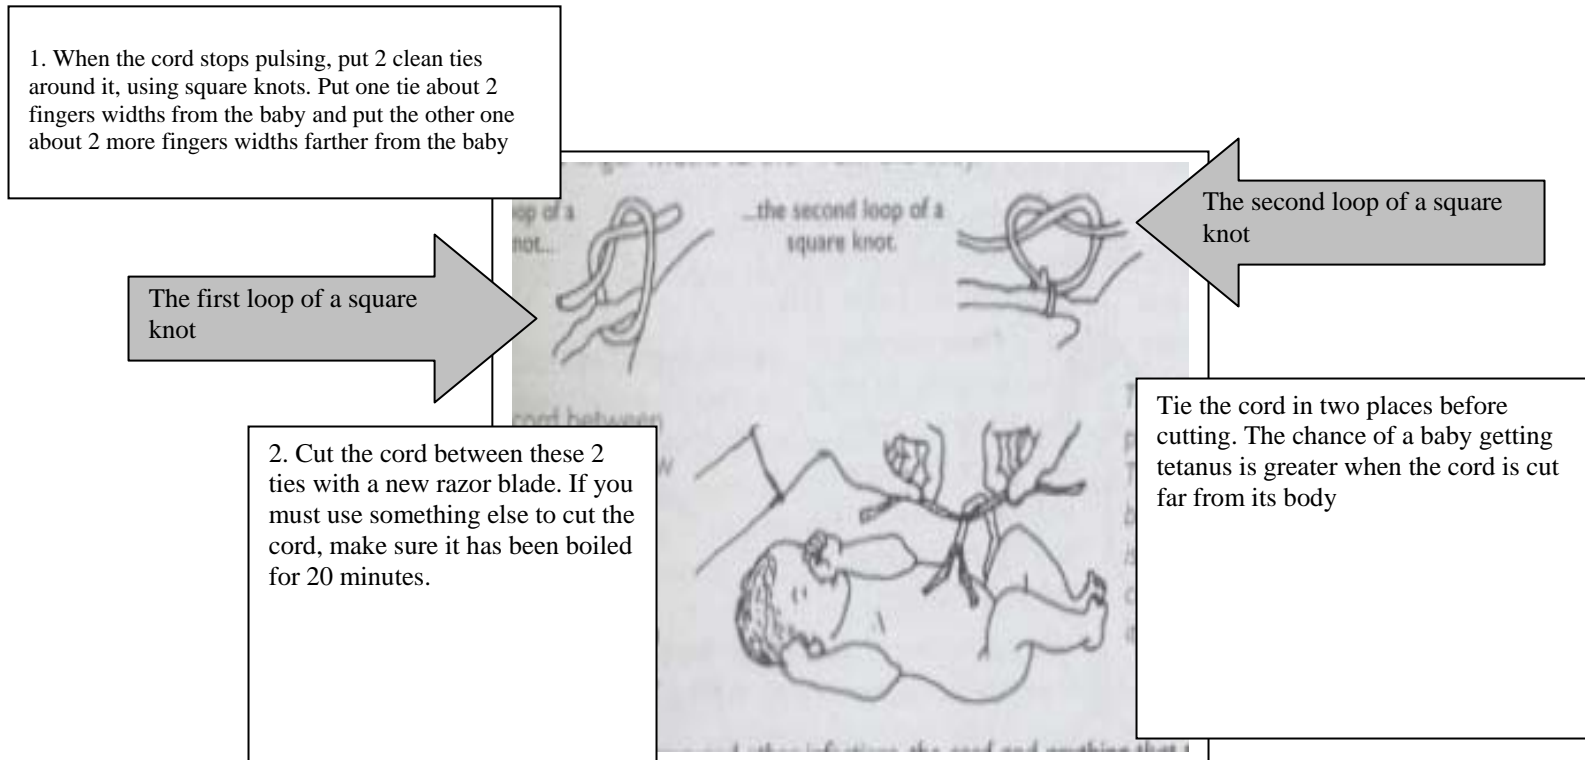 1. When the cord stops pulsing, put 2 clean ties
around it, using square knots. Put one tie about 2
fingers widths from the baby and put the other one
about 2 more fingers widths farther from the baby
op of a
not...
...the second loop of a
square knot.
The second loop of a square
knot
The first loop of a square
knot
cord between
2. Cut the cord between these 2
ties with a new razor blade. If you
must use something else to cut the
cord, make sure it has been boiled
for 20 minutes.
Tie the cord in two places before
cutting. The chance of a baby getting
tetanus is greater when the cord is cut
far from its body